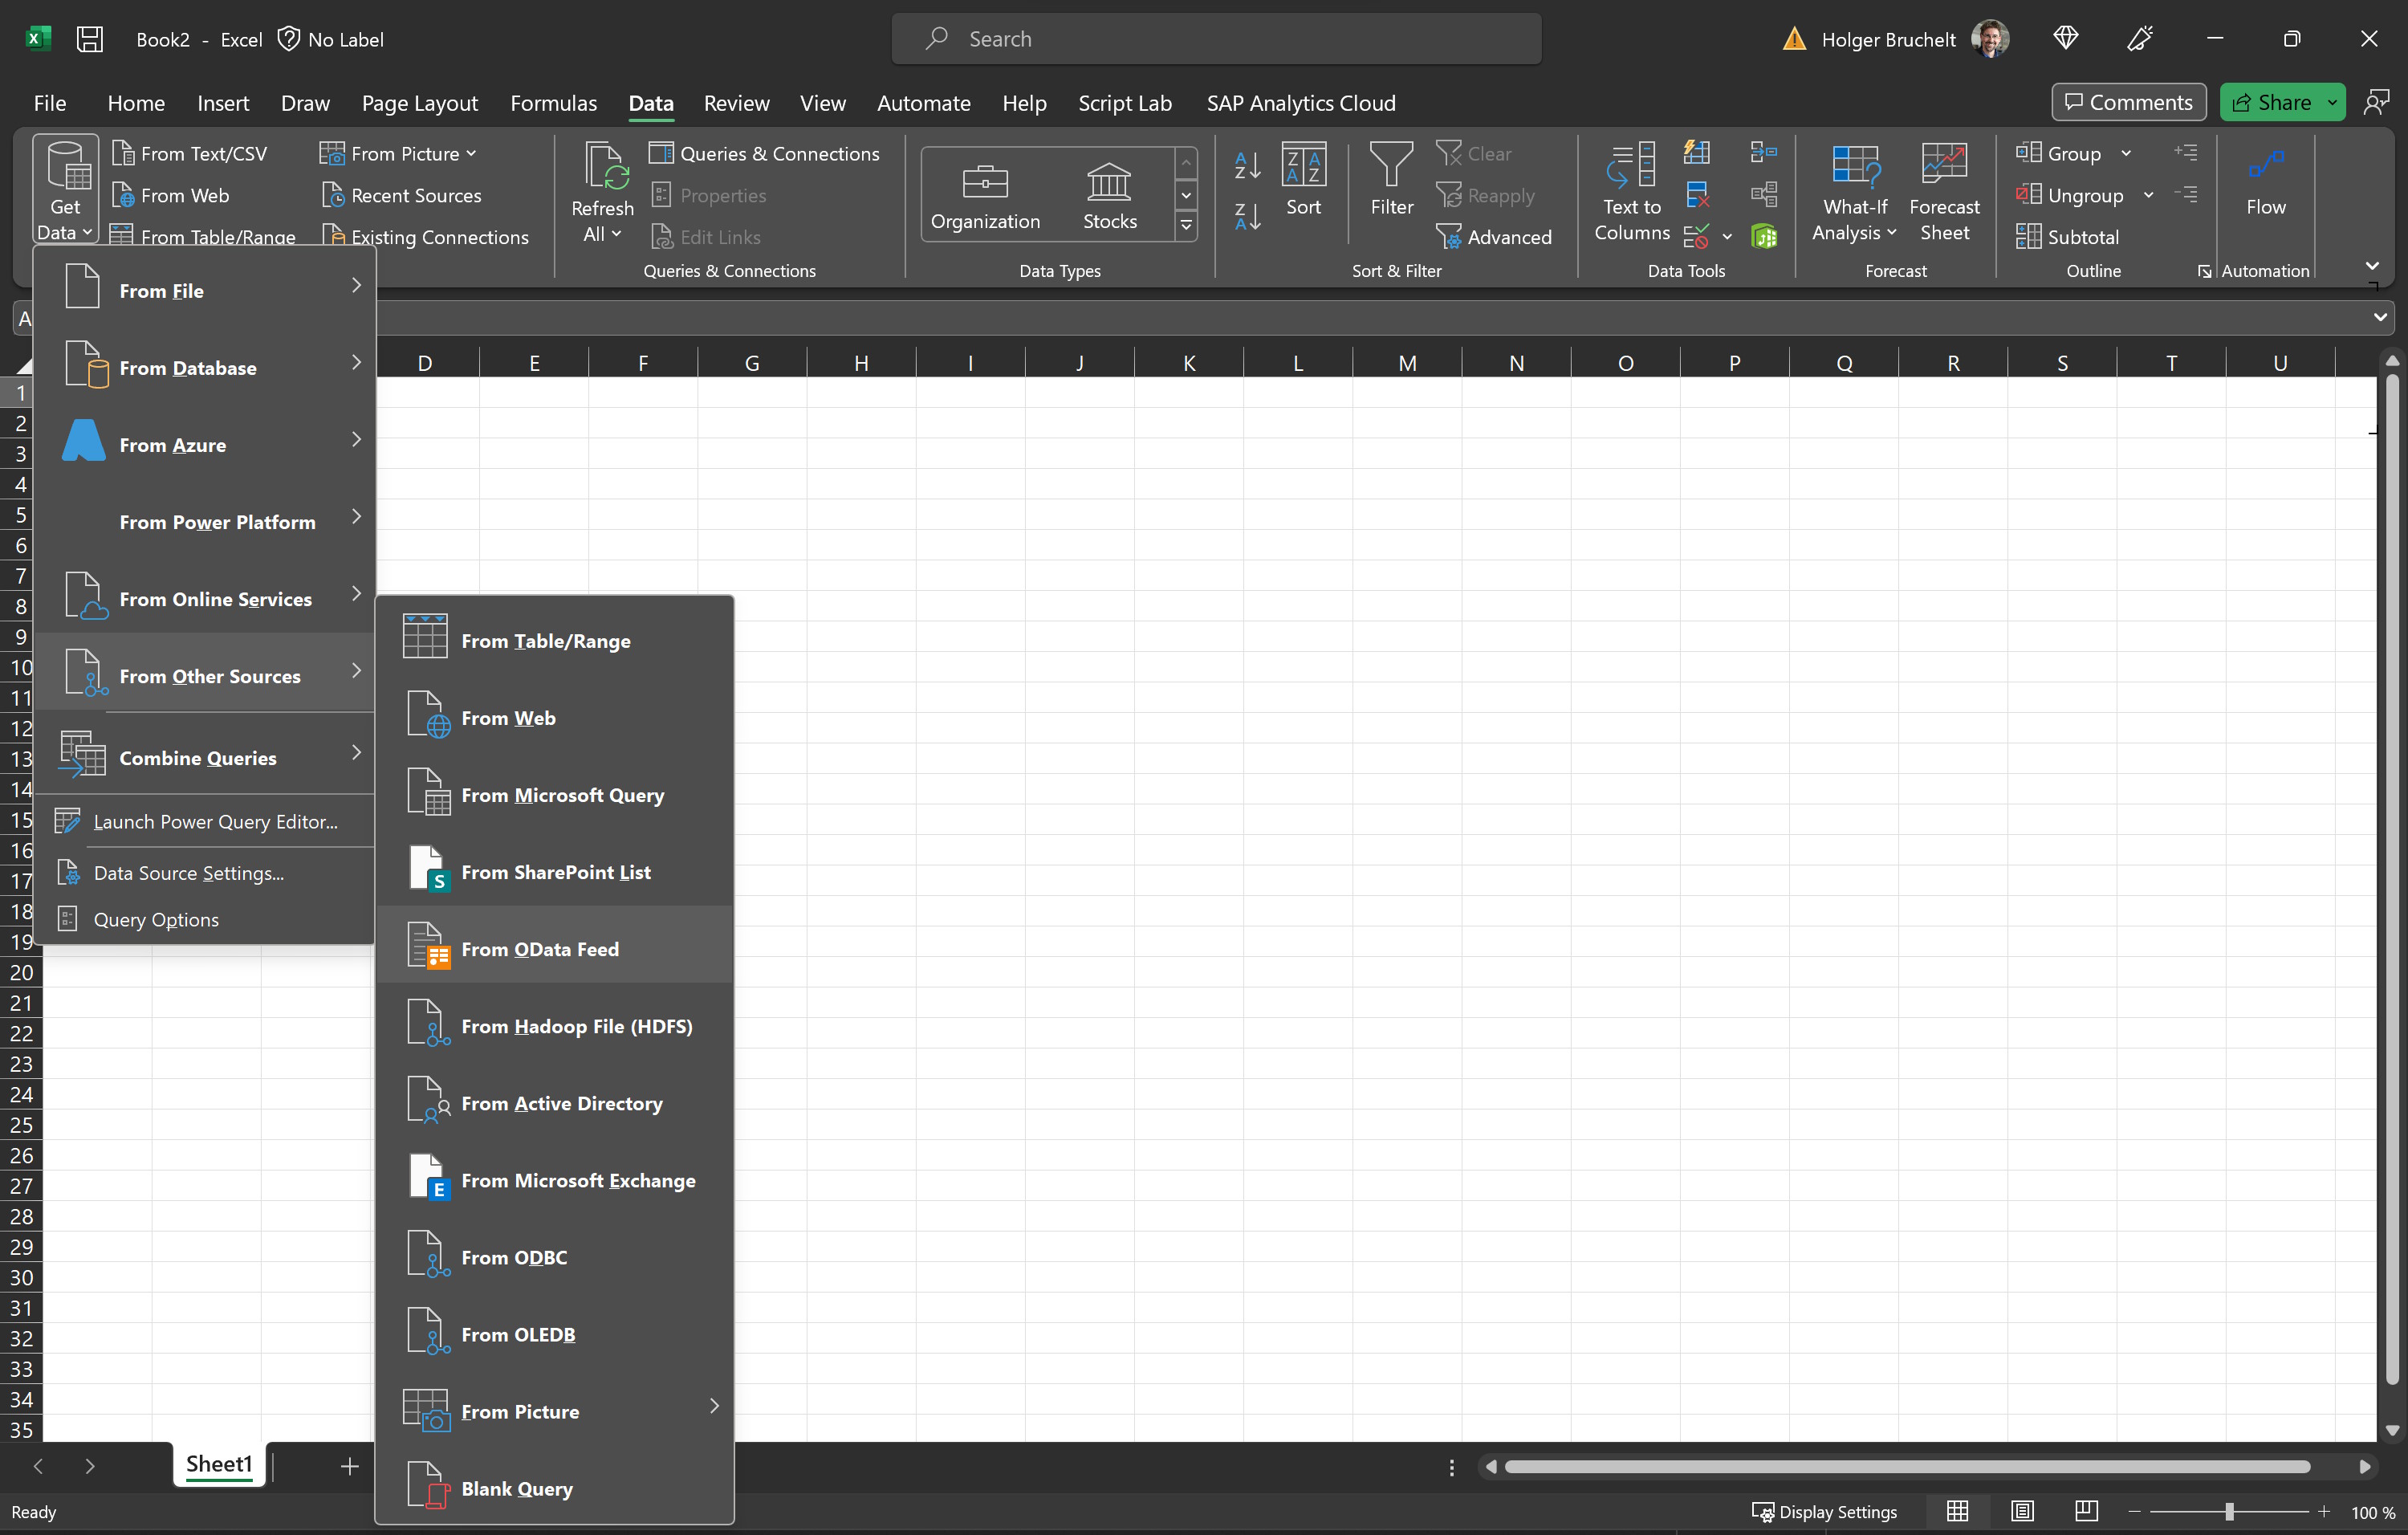 Book2 - Excel No Label
Search
Holger Bruchelt
File Home Insert Draw Page Layout Formulas Data Review View Automate Help Script Lab SAP Analytics Cloud
Comments Share
Get Data
From Text/CSV
From Web
From Table/Range
From Picture
Recent Sources
Existing Connections
Refresh All
Queries & Connections
Properties
Edit Links
Queries & Connections
Organization
Stocks
Data Types
Sort
Filter
Clear
Reapply
Advanced
Sort & Filter
Text to Columns
Data Tools
What-If Analysis
Forecast Sheet
Forecast
Group
Ungroup
Subtotal
Outline
Flow
Automation
A
From File
From Database
From Azure
From Power Platform
From Online Services
From Other Sources
Combine Queries
Launch Power Query Editor...
Data Source Settings...
Query Options
From Table/Range
From Web
From Microsoft Query
From SharePoint List
From OData Feed
From Hadoop File (HDFS)
From Active Directory
From Microsoft Exchange
From ODBC
From OLEDB
From Picture
Blank Query
D E F G H I J K L M N O P Q R S T U
1
2
3
4
5
6
7
8
9
10
11
12
13
14
15
16
17
18
19
20
21
22
23
24
25
26
27
28
29
30
31
32
33
34
35
Sheet1
Ready
Display Settings
100 %